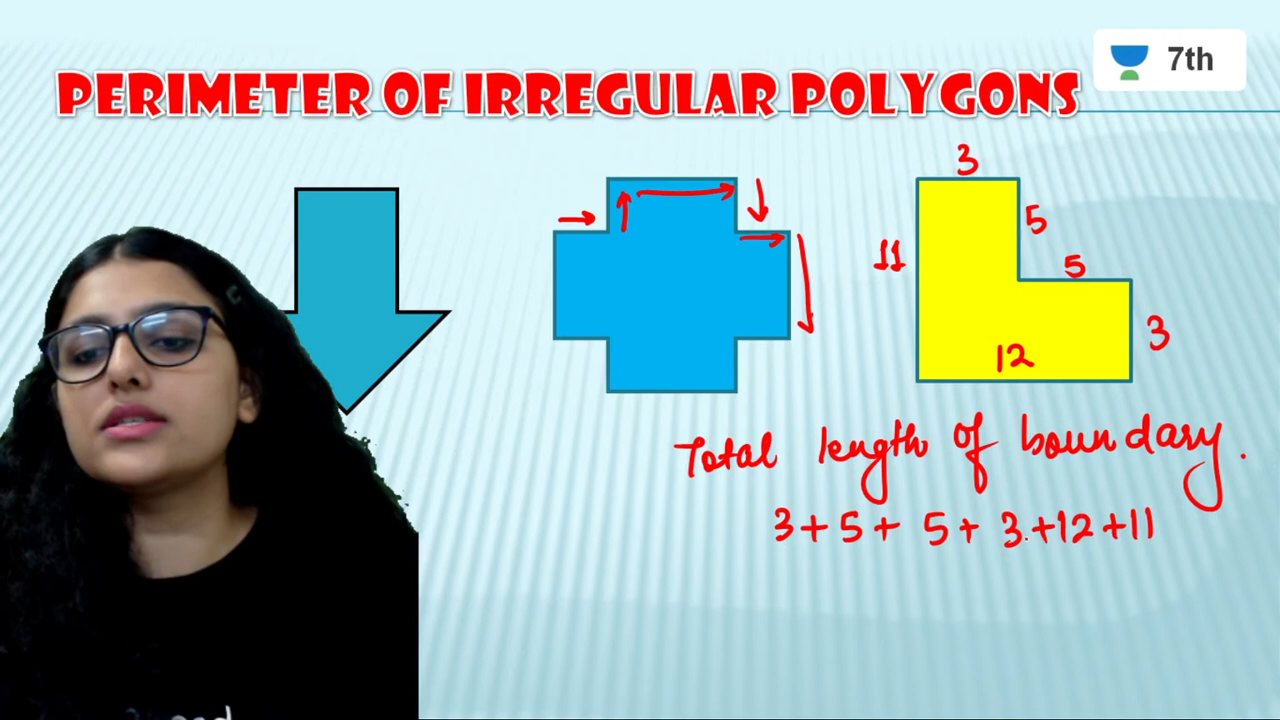 PERIMETER OF IRREGULAR POLYGONS
7th
3
5
11
5
3
12
Total length of boundary.
3+5+ 5+ 3+12+11